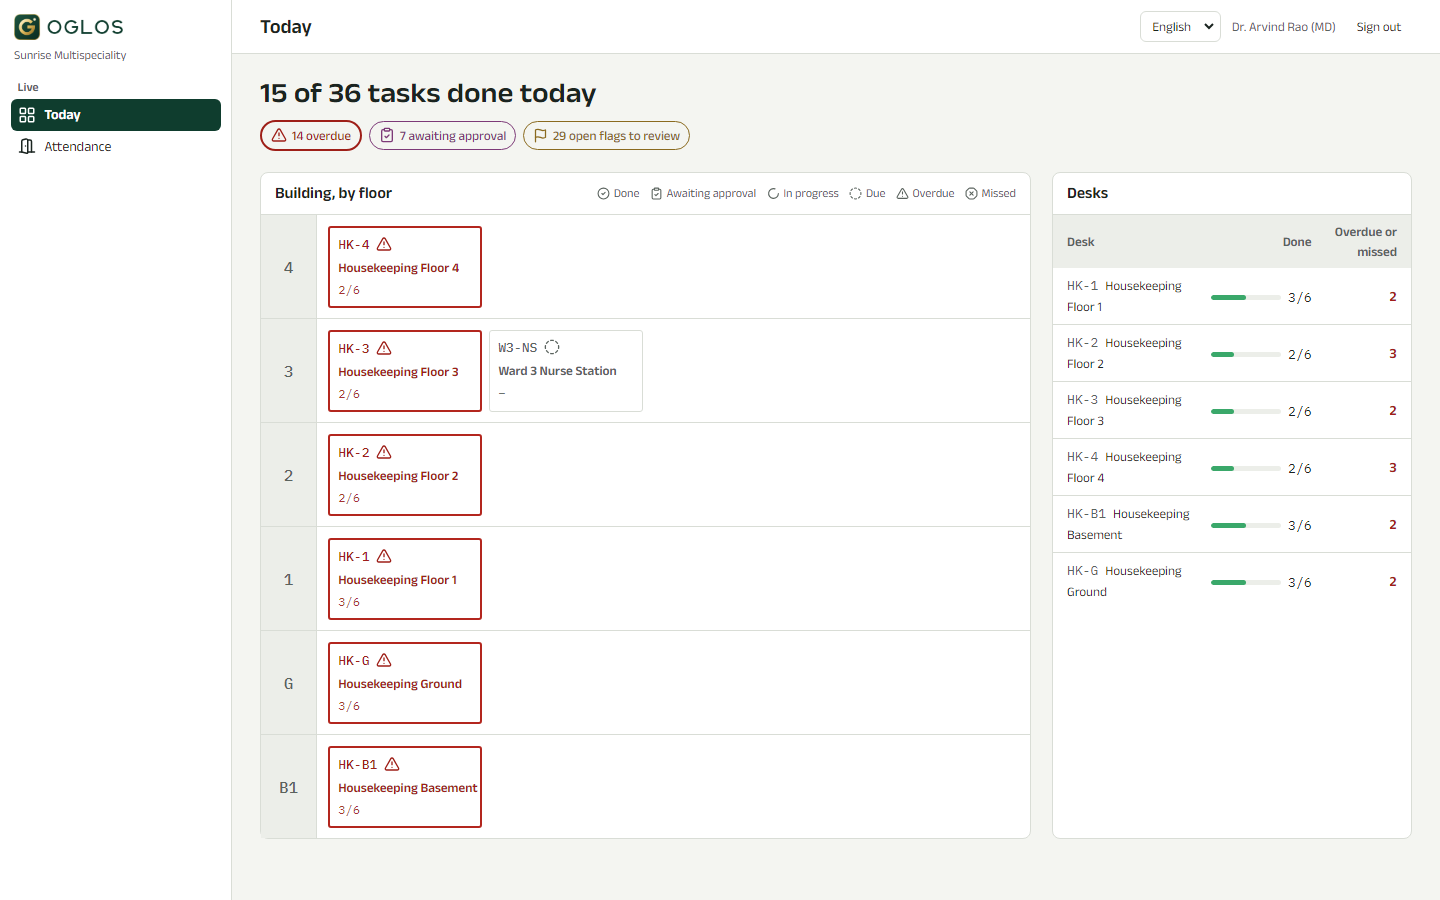 OGLOS
Sunrise Multispeciality
Live
Today
Attendance
Today
English
Dr. Arvind Rao (MD)
Sign out
15 of 36 tasks done today
14 overdue
7 awaiting approval
29 open flags to review
Building, by floor
Done
Awaiting approval
In progress
Due
Overdue
Missed
4
HK-4
Housekeeping Floor 4
2/6
3
HK-3
Housekeeping Floor 3
2/6
W3-NS
Ward 3 Nurse Station
–
2
HK-2
Housekeeping Floor 2
2/6
1
HK-1
Housekeeping Floor 1
3/6
G
HK-G
Housekeeping Ground
3/6
B1
HK-B1
Housekeeping Basement
3/6
Desks
Desk
Done
Overdue or
missed
HK-1 Housekeeping
Floor 1
3/6
2
HK-2 Housekeeping
Floor 2
2/6
3
HK-3 Housekeeping
Floor 3
2/6
2
HK-4 Housekeeping
Floor 4
2/6
3
HK-B1 Housekeeping
Basement
3/6
2
HK-G Housekeeping
Ground
3/6
2